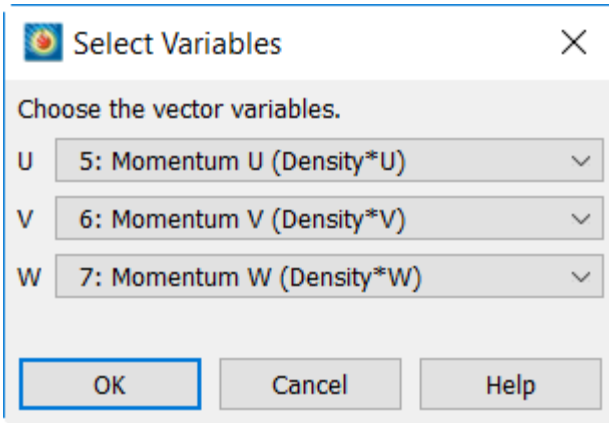 Select Variables
Choose the vector variables.
U 5: Momentum U (Density*U)
V 6: Momentum V (Density*V)
W 7: Momentum W (Density*W)
OK Cancel Help